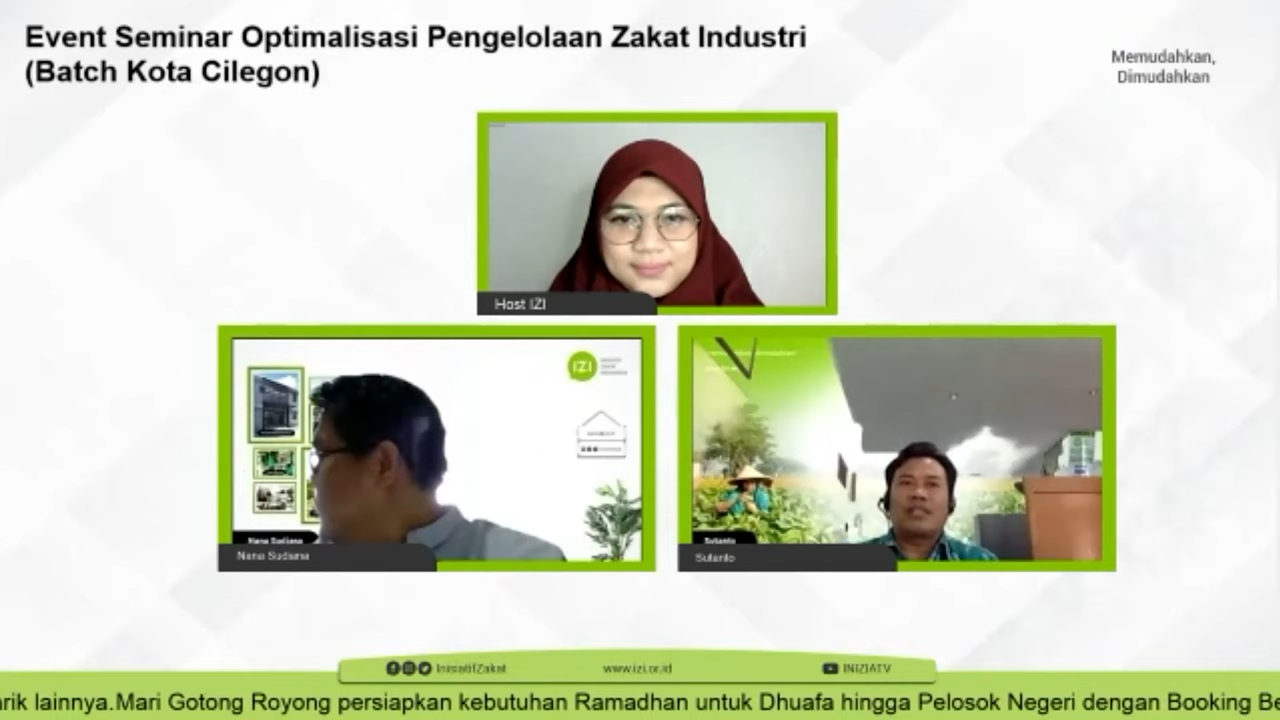 Event Seminar Optimalisasi Pengelolaan Zakat Industri
(Batch Kota Cilegon)
Memudahkan,
Dimudahkan
Host IZI
IZI
Nana Sudiana
Nana Sudiana
Sutanto
Sutanto
InisiatifZakat
www.izi.or.id
INIZIATV
arik lainnya.Mari Gotong Royong persiapkan kebutuhan Ramadhan untuk Dhuafa hingga Pelosok Negeri dengan Booking Be